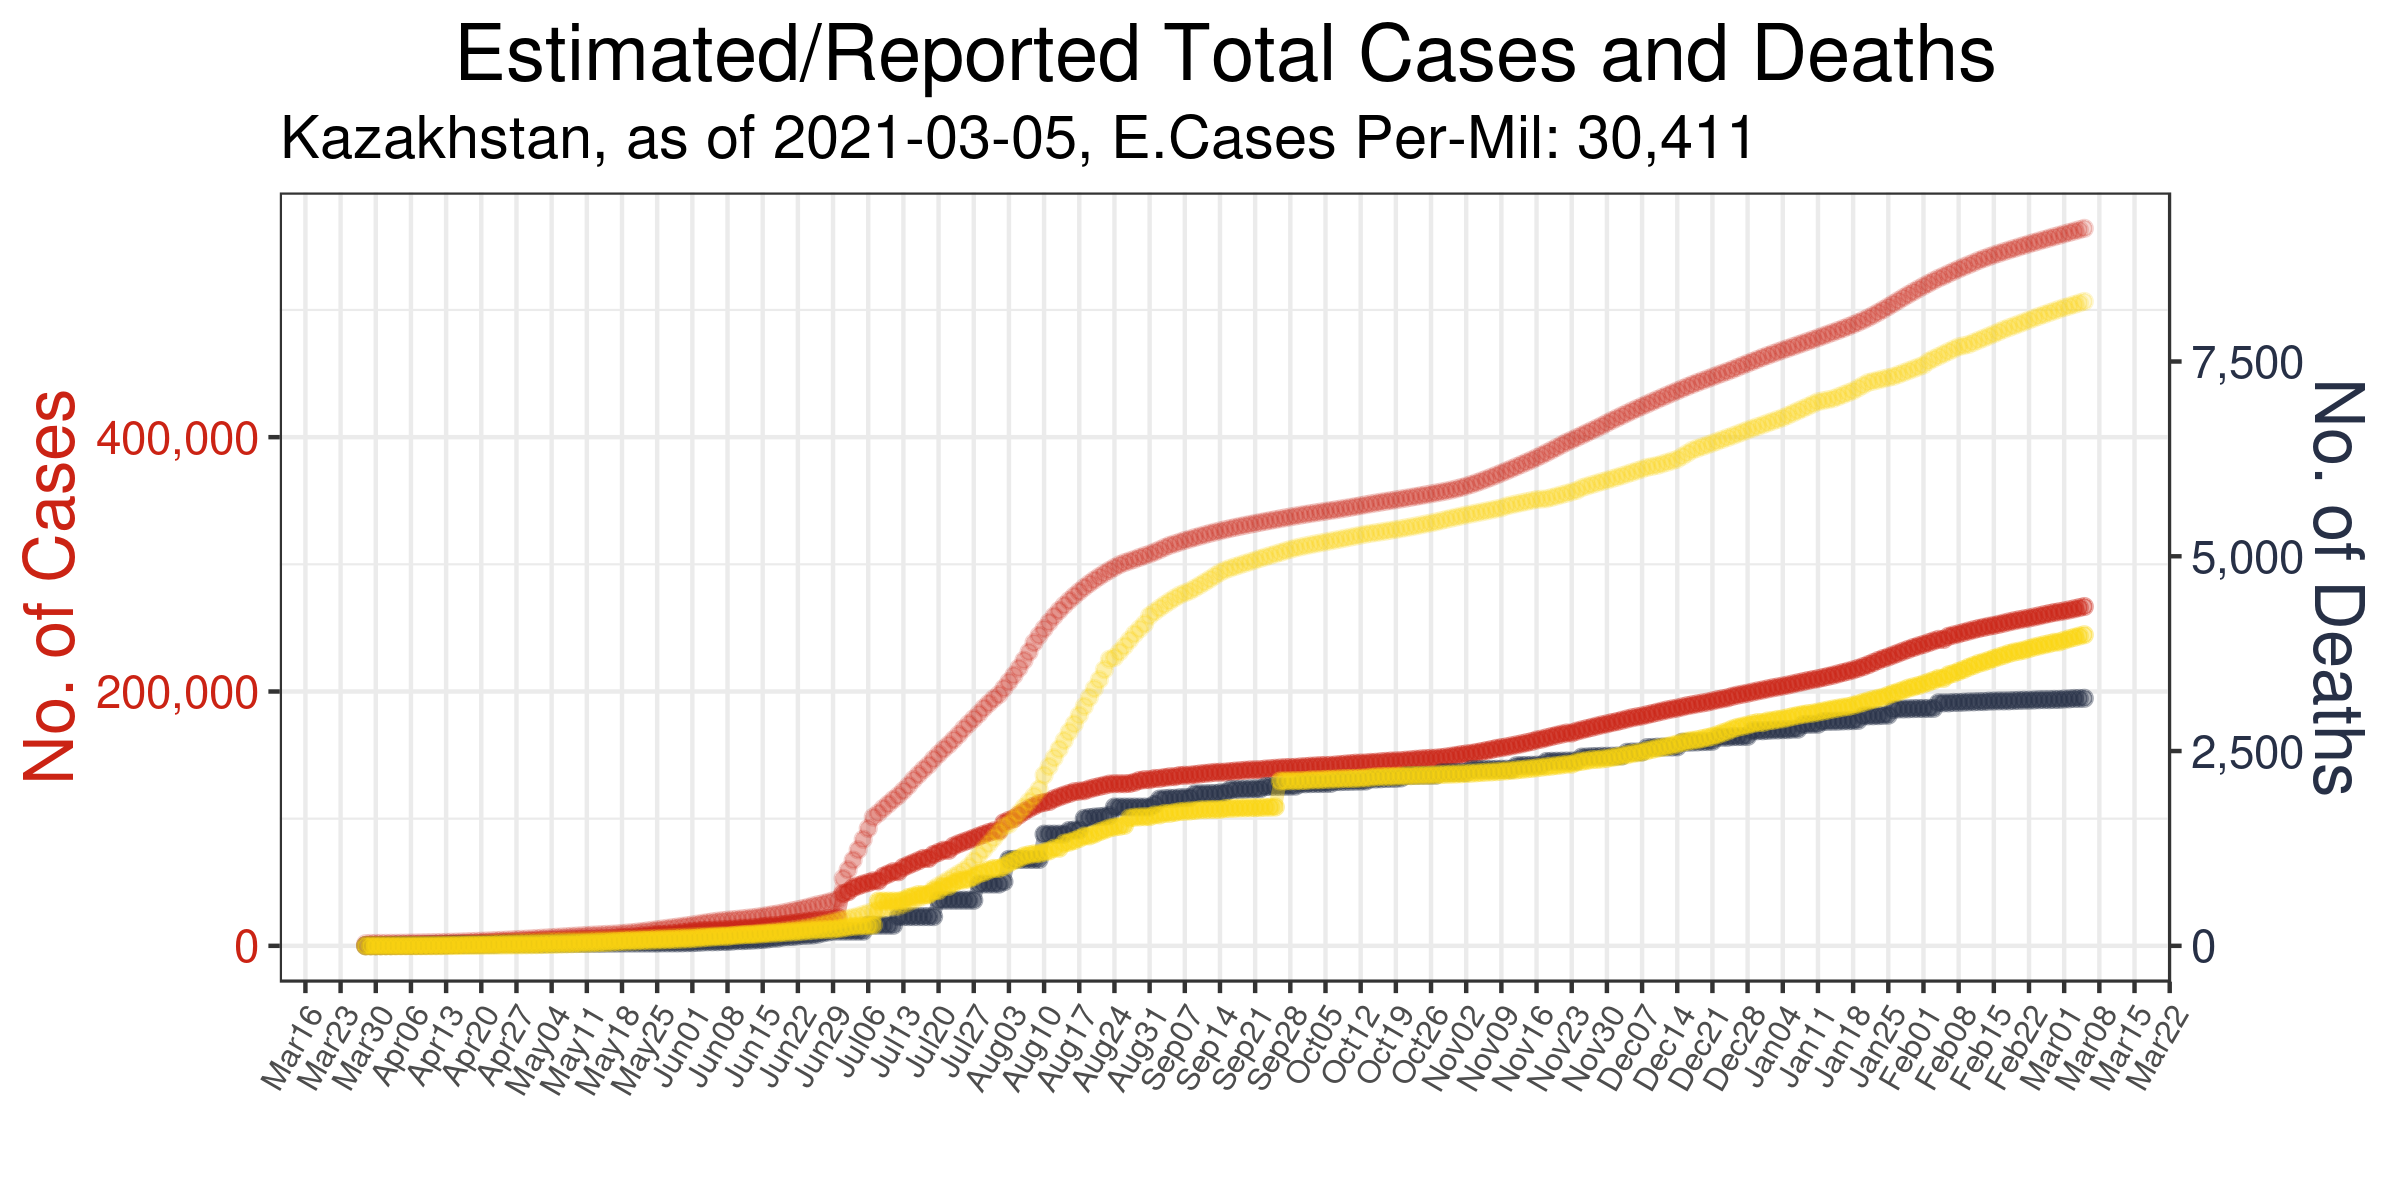 Estimated/Reported Total Cases and Deaths
Kazakhstan, as of 2021-03-05, E.Cases Per-Mil: 30,411
No. of Cases
400,000
200,000
0
7,500
5,000
2,500
0
No. of Deaths
Mar16
Mar23
Mar30
Apr06
Apr13
Apr20
Apr27
May04
May11
May18
May25
Jun01
Jun08
Jun15
Jun22
Jun29
Jul06
Jul13
Jul20
Jul27
Aug03
Aug10
Aug17
Aug24
Aug31
Sep07
Sep14
Sep21
Sep28
Oct05
Oct12
Oct19
Oct26
Nov02
Nov09
Nov16
Nov23
Nov30
Dec07
Dec14
Dec21
Dec28
Jan04
Jan11
Jan18
Jan25
Feb01
Feb08
Feb15
Feb22
Mar01
Mar08
Mar15
Mar22